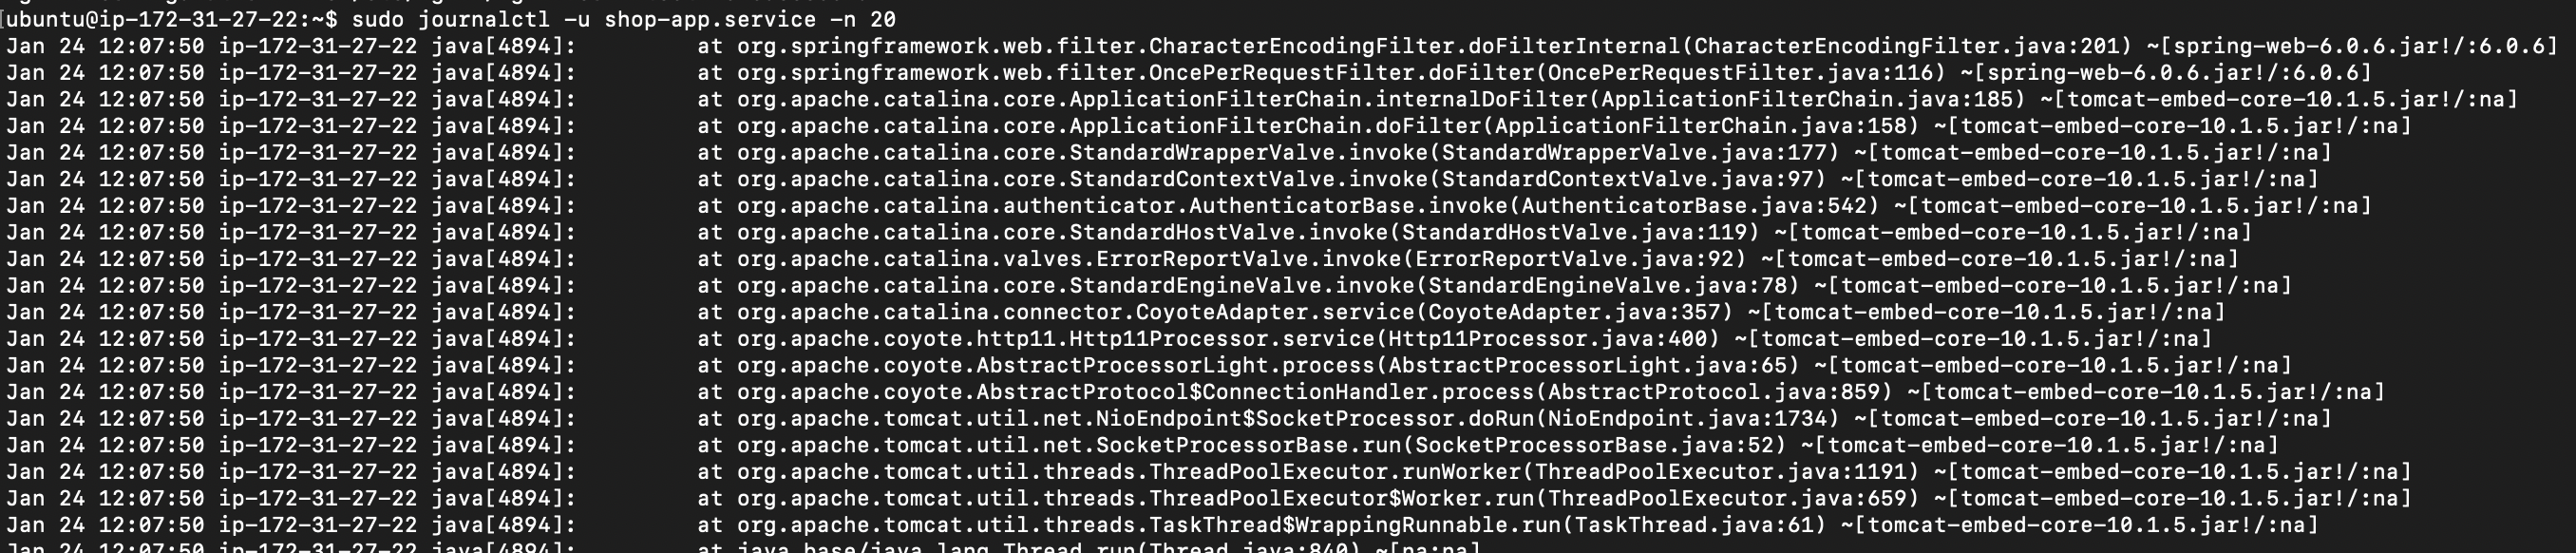 [ubuntu@ip-172-31-27-22:~$ sudo journalctl -u shop-app.service -n 20
Jan 24 12:07:50 ip-172-31-27-22 java[4894]:         at org.springframework.web.filter.CharacterEncodingFilter.doFilterInternal(CharacterEncodingFilter.java:201) ~[spring-web-6.0.6.jar!/:6.0.6]
Jan 24 12:07:50 ip-172-31-27-22 java[4894]:         at org.springframework.web.filter.OncePerRequestFilter.doFilter(OncePerRequestFilter.java:116) ~[spring-web-6.0.6.jar!/:6.0.6]
Jan 24 12:07:50 ip-172-31-27-22 java[4894]:         at org.apache.catalina.core.ApplicationFilterChain.internalDoFilter(ApplicationFilterChain.java:185) ~[tomcat-embed-core-10.1.5.jar!/:na]
Jan 24 12:07:50 ip-172-31-27-22 java[4894]:         at org.apache.catalina.core.ApplicationFilterChain.doFilter(ApplicationFilterChain.java:158) ~[tomcat-embed-core-10.1.5.jar!/:na]
Jan 24 12:07:50 ip-172-31-27-22 java[4894]:         at org.apache.catalina.core.StandardWrapperValve.invoke(StandardWrapperValve.java:177) ~[tomcat-embed-core-10.1.5.jar!/:na]
Jan 24 12:07:50 ip-172-31-27-22 java[4894]:         at org.apache.catalina.core.StandardContextValve.invoke(StandardContextValve.java:97) ~[tomcat-embed-core-10.1.5.jar!/:na]
Jan 24 12:07:50 ip-172-31-27-22 java[4894]:         at org.apache.catalina.authenticator.AuthenticatorBase.invoke(AuthenticatorBase.java:542) ~[tomcat-embed-core-10.1.5.jar!/:na]
Jan 24 12:07:50 ip-172-31-27-22 java[4894]:         at org.apache.catalina.core.StandardHostValve.invoke(StandardHostValve.java:119) ~[tomcat-embed-core-10.1.5.jar!/:na]
Jan 24 12:07:50 ip-172-31-27-22 java[4894]:         at org.apache.catalina.valves.ErrorReportValve.invoke(ErrorReportValve.java:92) ~[tomcat-embed-core-10.1.5.jar!/:na]
Jan 24 12:07:50 ip-172-31-27-22 java[4894]:         at org.apache.catalina.core.StandardEngineValve.invoke(StandardEngineValve.java:78) ~[tomcat-embed-core-10.1.5.jar!/:na]
Jan 24 12:07:50 ip-172-31-27-22 java[4894]:         at org.apache.catalina.connector.CoyoteAdapter.service(CoyoteAdapter.java:357) ~[tomcat-embed-core-10.1.5.jar!/:na]
Jan 24 12:07:50 ip-172-31-27-22 java[4894]:         at org.apache.coyote.http11.Http11Processor.service(Http11Processor.java:400) ~[tomcat-embed-core-10.1.5.jar!/:na]
Jan 24 12:07:50 ip-172-31-27-22 java[4894]:         at org.apache.coyote.AbstractProcessorLight.process(AbstractProcessorLight.java:65) ~[tomcat-embed-core-10.1.5.jar!/:na]
Jan 24 12:07:50 ip-172-31-27-22 java[4894]:         at org.apache.coyote.AbstractProtocol$ConnectionHandler.process(AbstractProtocol.java:859) ~[tomcat-embed-core-10.1.5.jar!/:na]
Jan 24 12:07:50 ip-172-31-27-22 java[4894]:         at org.apache.tomcat.util.net.NioEndpoint$SocketProcessor.doRun(NioEndpoint.java:1734) ~[tomcat-embed-core-10.1.5.jar!/:na]
Jan 24 12:07:50 ip-172-31-27-22 java[4894]:         at org.apache.tomcat.util.net.SocketProcessorBase.run(SocketProcessorBase.java:52) ~[tomcat-embed-core-10.1.5.jar!/:na]
Jan 24 12:07:50 ip-172-31-27-22 java[4894]:         at org.apache.tomcat.util.threads.ThreadPoolExecutor.runWorker(ThreadPoolExecutor.java:1191) ~[tomcat-embed-core-10.1.5.jar!/:na]
Jan 24 12:07:50 ip-172-31-27-22 java[4894]:         at org.apache.tomcat.util.threads.ThreadPoolExecutor$Worker.run(ThreadPoolExecutor.java:659) ~[tomcat-embed-core-10.1.5.jar!/:na]
Jan 24 12:07:50 ip-172-31-27-22 java[4894]:         at org.apache.tomcat.util.threads.TaskThread$WrappingRunnable.run(TaskThread.java:61) ~[tomcat-embed-core-10.1.5.jar!/:na]
Jan 24 12:07:50 ip-172-31-27-22 java[4894]:         at java.base/java.lang.Thread.run(Thread.java:840) ~[na:na]